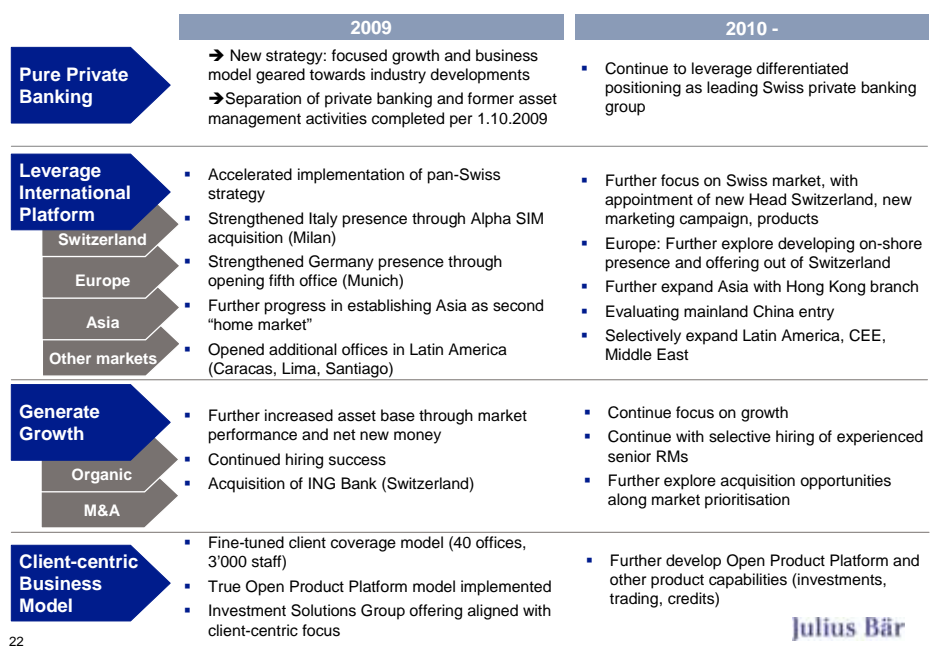 2009
2010 -
Pure Private
Banking
➔ New strategy: focused growth and business
model geared towards industry developments
➔Separation of private banking and former asset
management activities completed per 1.10.2009
▪ Continue to leverage differentiated
positioning as leading Swiss private banking
group
Leverage
International
Platform
Switzerland
Europe
Asia
Other markets
▪ Accelerated implementation of pan-Swiss
strategy
▪ Strengthened Italy presence through Alpha SIM
acquisition (Milan)
▪ Strengthened Germany presence through
opening fifth office (Munich)
▪ Further progress in establishing Asia as second
“home market”
▪ Opened additional offices in Latin America
(Caracas, Lima, Santiago)
▪ Further focus on Swiss market, with
appointment of new Head Switzerland, new
marketing campaign, products
▪ Europe: Further explore developing on-shore
presence and offering out of Switzerland
▪ Further expand Asia with Hong Kong branch
▪ Evaluating mainland China entry
▪ Selectively expand Latin America, CEE,
Middle East
Generate
Growth
Organic
M&A
▪ Further increased asset base through market
performance and net new money
▪ Continued hiring success
▪ Acquisition of ING Bank (Switzerland)
▪ Continue focus on growth
▪ Continue with selective hiring of experienced
senior RMs
▪ Further explore acquisition opportunities
along market prioritisation
Client-centric
Business
Model
▪ Fine-tuned client coverage model (40 offices,
3’000 staff)
▪ True Open Product Platform model implemented
▪ Investment Solutions Group offering aligned with
client-centric focus
▪ Further develop Open Product Platform and
other product capabilities (investments,
trading, credits)
22
Julius Bär